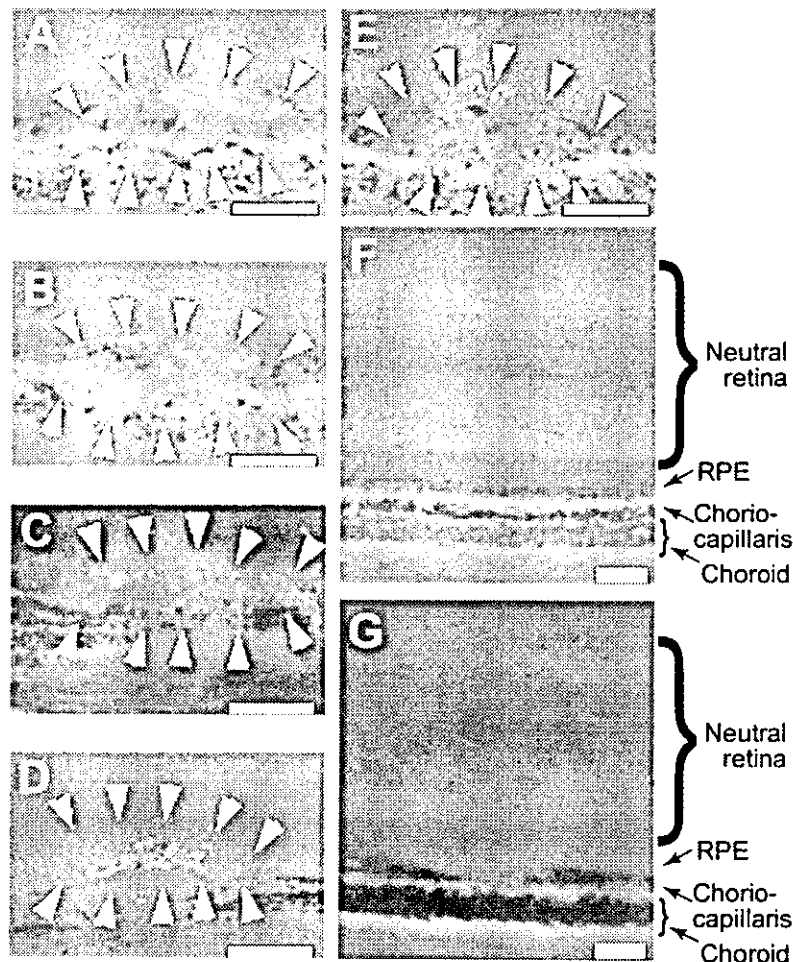 A
E
B
F
Neutral
retina
RPE
Chorio-
capillaris
Choroid
C
G
Neutral
retina
D
RPE
Chorio-
capillaris
Choroid